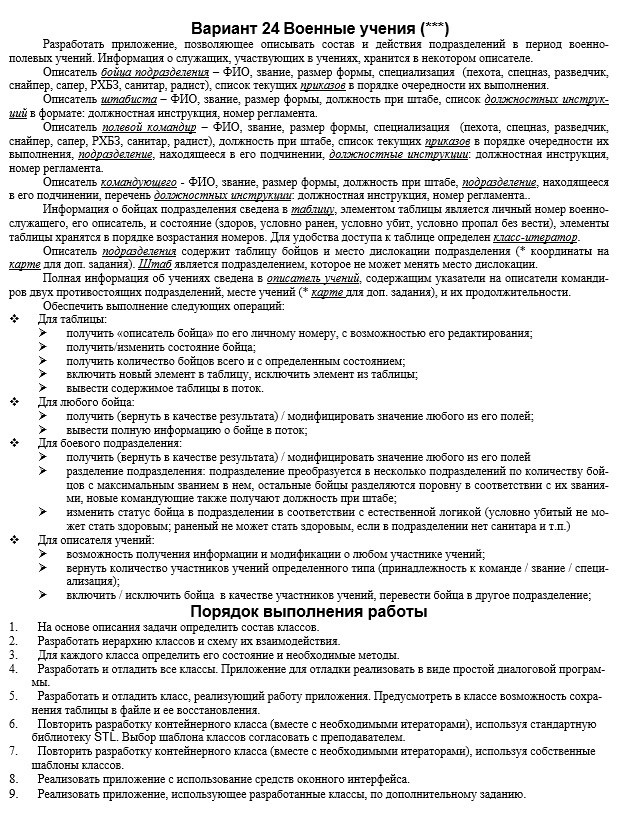 Вариант 24 Военные учения (***)
Разработать приложение, позволяющее описывать состав и действия подразделений в период военно-
полевых учений. Информация о служащих, участвующих в учениях, хранится в некотором описателе.
Описатель бойца подразделения – ФИО, звание, размер формы, специализация (пехота, спецназ, разведчик,
снайпер, сапер, РХБЗ, санитар, радист), список текущих приказов в порядке очередности их выполнения.
Описатель штабиста – ФИО, звание, размер формы, должность при штабе, список должностных инструк-
ций в формате: должностная инструкция, номер регламента.
Описатель полевой командир – ФИО, звание, размер формы, специализация (пехота, спецназ, разведчик,
снайпер, сапер, РХБЗ, санитар, радист), должность при штабе, список текущих приказов в порядке очередности их
выполнения, подразделение, находящееся в его подчинении, должностные инструкции: должностная инструкция,
номер регламента.
Описатель командующего - ФИО, звание, размер формы, должность при штабе, подразделение, находящееся
в его подчинении, перечень должностных инструкции: должностная инструкция, номер регламента..
Информация о бойцах подразделения сведена в таблицу, элементом таблицы является личный номер военно-
служащего, его описатель, и состояние (здоров, условно ранен, условно убит, условно пропал без вести), элементы
таблицы хранятся в порядке возрастания номеров. Для удобства доступа к таблице определен класс-итератор.
Описатель подразделения содержит таблицу бойцов и место дислокации подразделения (* координаты на
карте для доп. задания). Штаб является подразделением, которое не может менять место дислокации.
Полная информация об учениях сведена в описатель учений, содержащим указатели на описатели команди-
ров двух противостоящих подразделений, месте учений (* карте для доп. задания), и их продолжительности.
Обеспечить выполнение следующих операций:
❖ Для таблицы:
➢ получить «описатель бойца» по его личному номеру, с возможностью его редактирования;
➢ получить/изменить состояние бойца;
➢ получить количество бойцов всего и с определенным состоянием;
➢ включить новый элемент в таблицу, исключить элемент из таблицы;
➢ вывести содержимое таблицы в поток.
❖ Для любого бойца:
➢ получить (вернуть в качестве результата) / модифицировать значение любого из его полей;
➢ вывести полную информацию о бойце в поток;
❖ Для боевого подразделения:
➢ получить (вернуть в качестве результата) / модифицировать значение любого из его полей
➢ разделение подразделения: подразделение преобразуется в несколько подразделений по количеству бой-
цов с максимальным званием в нем, остальные бойцы разделяются поровну в соответствии с их звания-
ми, новые командующие также получают должность при штабе;
➢ изменить статус бойца в подразделении в соответствии с естественной логикой (условно убитый не мо-
жет стать здоровым; раненый не может стать здоровым, если в подразделении нет санитара и т.п.)
❖ Для описателя учений:
➢ возможность получения информации и модификации о любом участнике учений;
➢ вернуть количество участников учений определенного типа (принадлежность к команде / звание / специ-
ализация);
➢ включить / исключить бойца в качестве участников учений, перевести бойца в другое подразделение;
Порядок выполнения работы
1. На основе описания задачи определить состав классов.
2. Разработать иерархию классов и схему их взаимодействия.
3. Для каждого класса определить его состояние и необходимые методы.
4. Разработать и отладить все классы. Приложение для отладки реализовать в виде простой диалоговой програм-
мы.
5. Разработать и отладить класс, реализующий работу приложения. Предусмотреть в классе возможность сохра-
нения таблицы в файле и ее восстановления.
6. Повторить разработку контейнерного класса (вместе с необходимыми итераторами), используя стандартную
библиотеку STL. Выбор шаблона классов согласовать с преподавателем.
7. Повторить разработку контейнерного класса (вместе с необходимыми итераторами), используя собственные
шаблоны классов.
8. Реализовать приложение с использование средств оконного интерфейса.
9. Реализовать приложение, использующее разработанные классы, по дополнительному заданию.